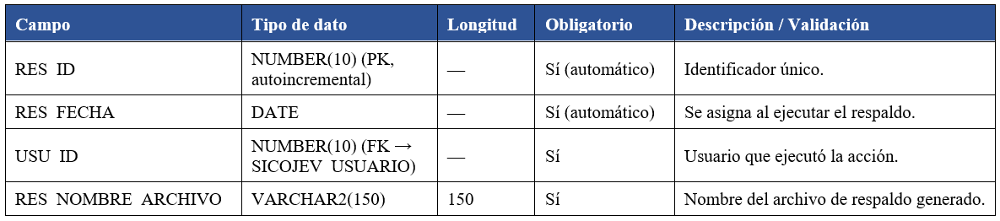 Campo Tipo de dato Longitud Obligatorio Descripción / Validación
RES ID NUMBER(10) (PK, autoincremental) — Sí (automático) Identificador único.
RES FECHA DATE — Sí (automático) Se asigna al ejecutar el respaldo.
USU ID NUMBER(10) (FK → SICOJEV USUARIO) — Sí Usuario que ejecutó la acción.
RES NOMBRE ARCHIVO VARCHAR2(150) 150 Sí Nombre del archivo de respaldo generado.